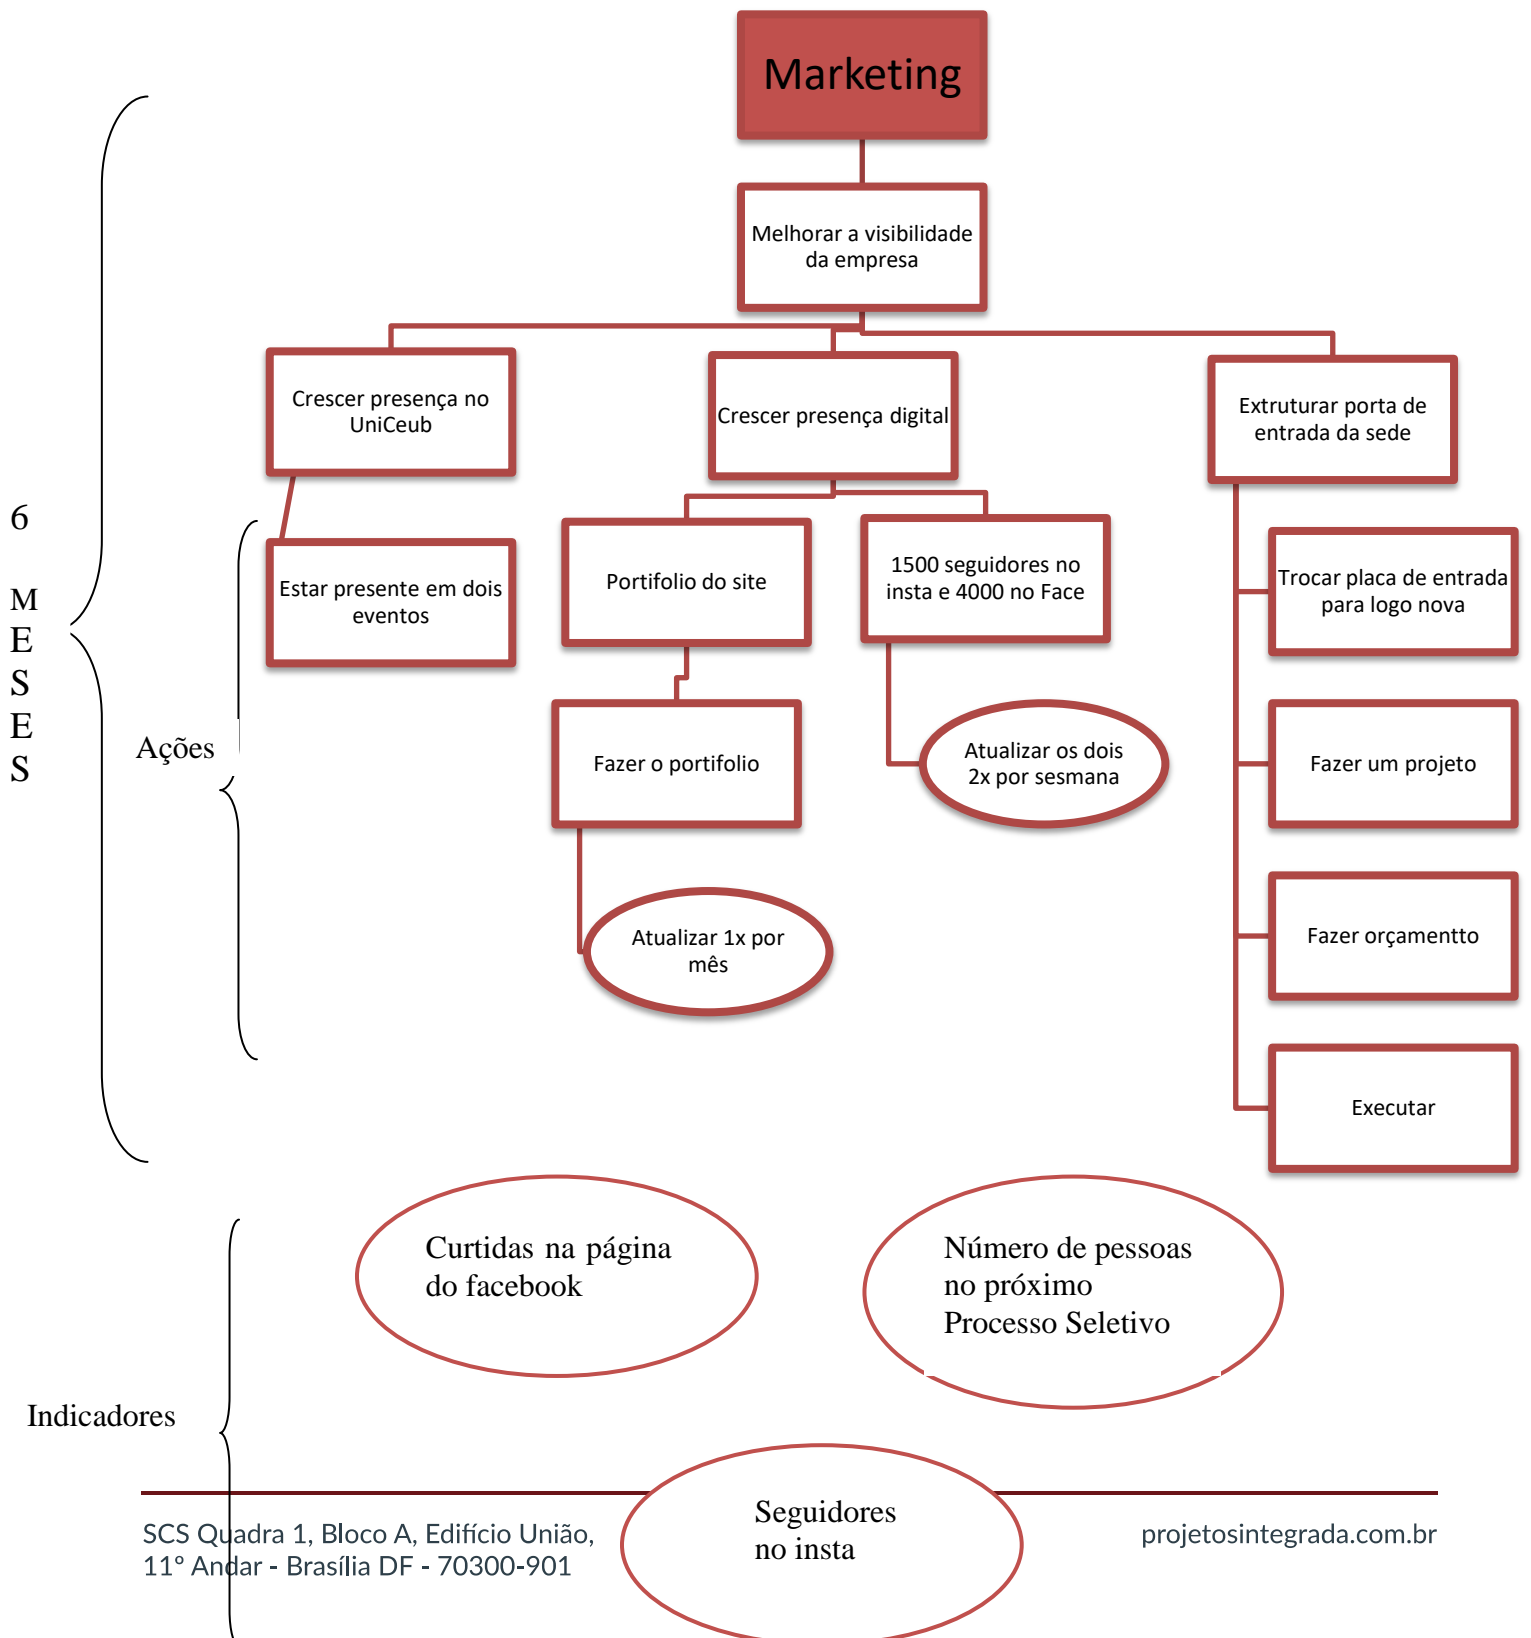 Marketing
Melhorar a visibilidade
da empresa
Crescer presença no
UniCeub
Crescer presença digital
Extruturar porta de
entrada da sede
6
M
E
S
E
S
Ações
Estar presente em dois
eventos
Portifolio do site
1500 seguidores no
insta e 4000 no Face
Trocar placa de entrada
para logo nova
Fazer o portifolio
Atualizar os dois
2x por sesmana
Fazer um projeto
Atualizar 1x por
mês
Fazer orçamentto
Executar
Indicadores
Curtidas na página
do facebook
Número de pessoas
no próximo
Processo Seletivo
Seguidores
no insta
SCS Quadra 1, Bloco A, Edifício União,
11º Andar - Brasília DF - 70300-901
projetosintegrada.com.br